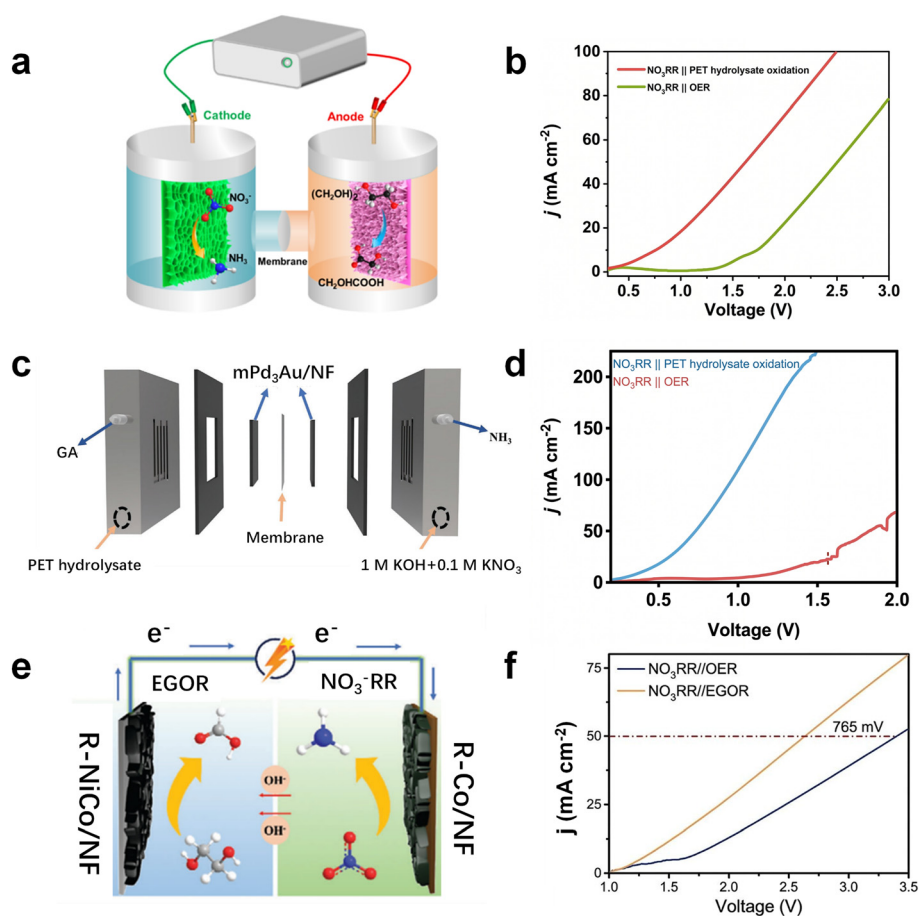 a
Cathode
Anode
NO₃⁻
NH₃
Membrane
(CH₂OH)₂
CH₂OHCOOH
b
NO₃RR || PET hydrolysate oxidation
NO₃RR || OER
j (mA cm⁻²)
100
80
60
40
20
0
0.5 1.0 1.5 2.0 2.5 3.0
Voltage (V)
c
mPd₃Au/NF
GA
NH₃
Membrane
PET hydrolysate
1 M KOH+0.1 M KNO₃
d
NO₃RR || PET hydrolysate oxidation
NO₃RR || OER
j (mA cm⁻²)
200
150
100
50
0
0.5 1.0 1.5 2.0
Voltage (V)
e
e⁻ e⁻
EGOR NO₃⁻RR
R-NiCo/NF
OH⁻
OH⁻
R-Co/NF
f
NO₃RR//OER
NO₃RR//EGOR
765 mV
j (mA cm⁻²)
75
50
25
0
1.0 1.5 2.0 2.5 3.0 3.5
Voltage (V)